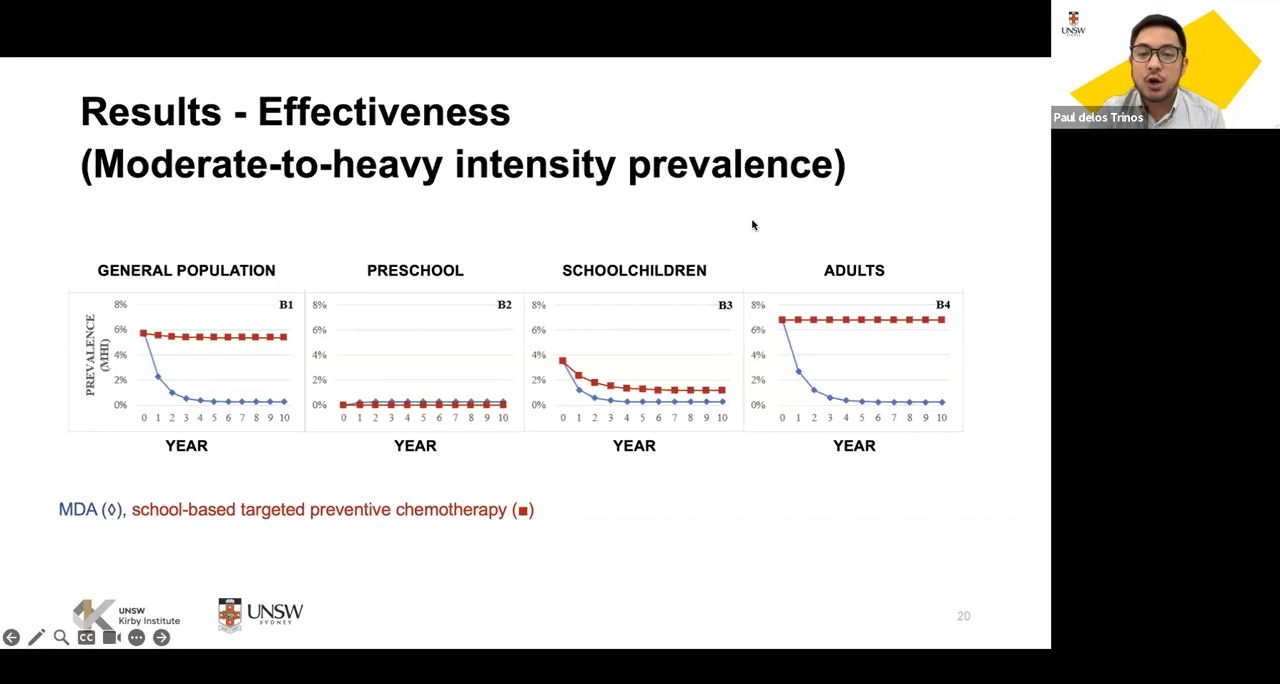 UNSW
SYDNEY
Paul delos Trinos
Results - Effectiveness
(Moderate-to-heavy intensity prevalence)
GENERAL POPULATION
PRESCHOOL
SCHOOLCHILDREN
ADULTS
B1
B2
B3
B4
PREVALENCE
(MHI)
8%
6%
4%
2%
0%
0 1 2 3 4 5 6 7 8 9 10
8%
6%
4%
2%
0%
0 1 2 3 4 5 6 7 8 9 10
8%
6%
4%
2%
0%
0 1 2 3 4 5 6 7 8 9 10
8%
6%
4%
2%
0%
0 1 2 3 4 5 6 7 8 9 10
YEAR
YEAR
YEAR
YEAR
MDA (◊), school-based targeted preventive chemotherapy (■)
UNSW
Kirby Institute
UNSW
SYDNEY
20
CC